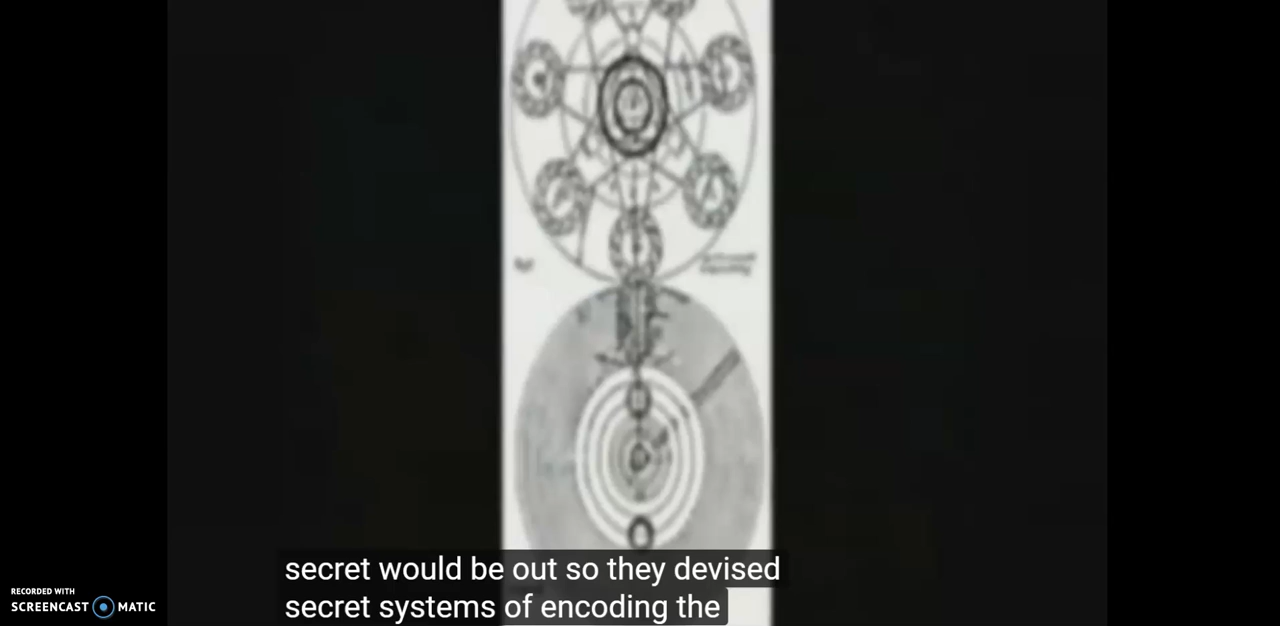 secret would be out so they devised
secret systems of encoding the
RECORDED WITH
SCREENCAST MATIC